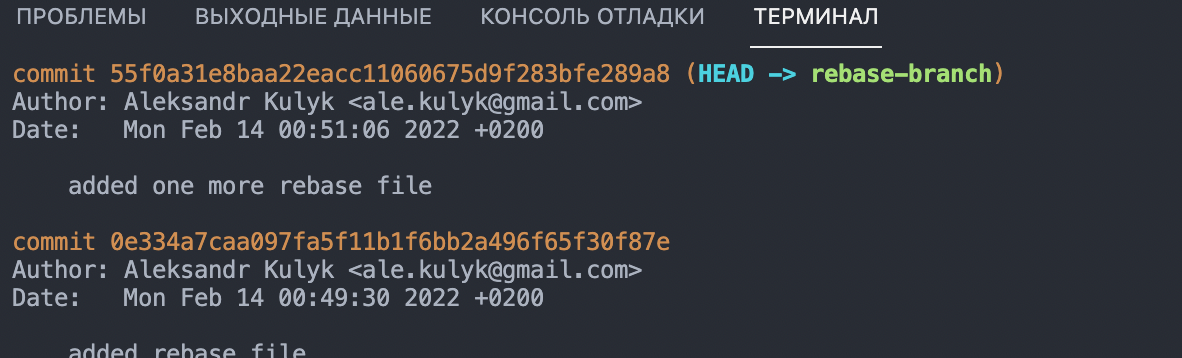 ПРОБЛЕМЫ ВЫХОДНЫЕ ДАННЫЕ КОНСОЛЬ ОТЛАДКИ ТЕРМИНАЛ
commit 55f0a31e8baa22eacc11060675d9f283bfe289a8 (HEAD -> rebase-branch)
Author: Aleksandr Kulyk <ale.kulyk@gmail.com>
Date:   Mon Feb 14 00:51:06 2022 +0200
    added one more rebase file
commit 0e334a7caa097fa5f11b1f6bb2a496f65f30f87e
Author: Aleksandr Kulyk <ale.kulyk@gmail.com>
Date:   Mon Feb 14 00:49:30 2022 +0200
    added rebase file